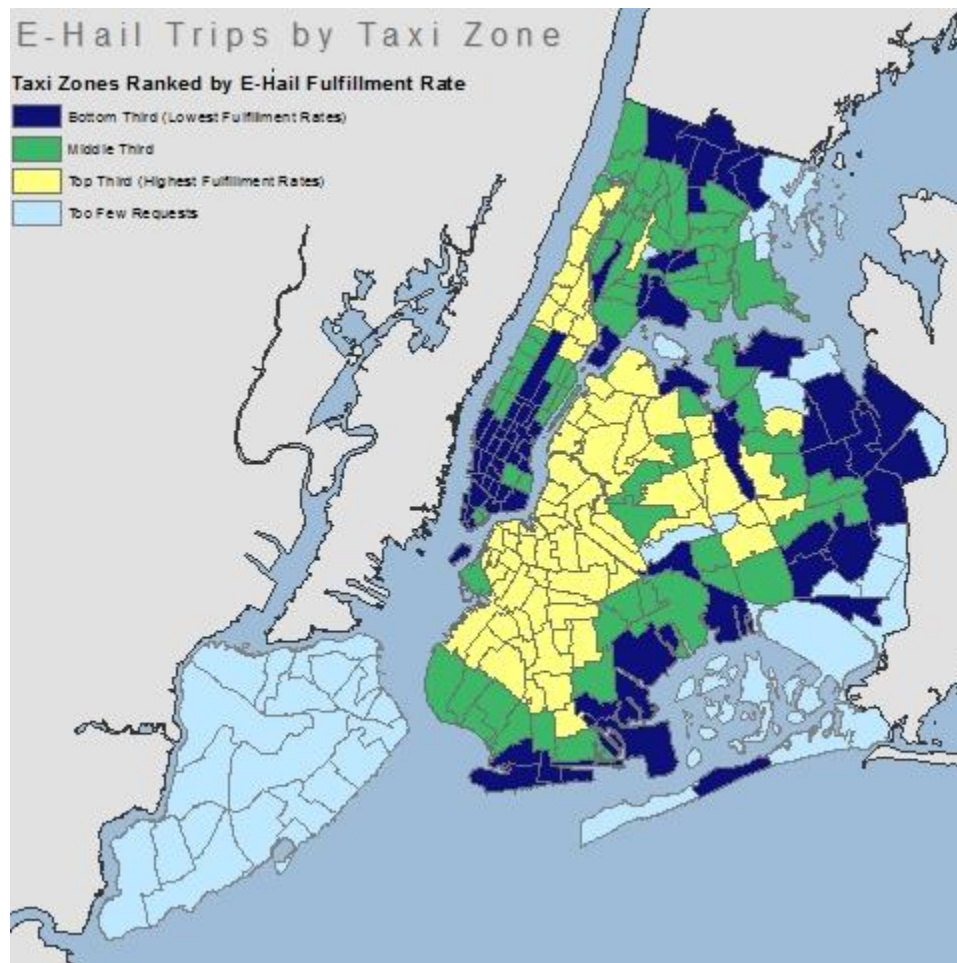 E-Hail Trips by Taxi Zone
Taxi Zones Ranked by E-Hail Fulfillment Rate
Bottom Third (Lowest Fulfillment Rates)
Middle Third
Top Third (Highest Fulfillment Rates)
Too Few Requests